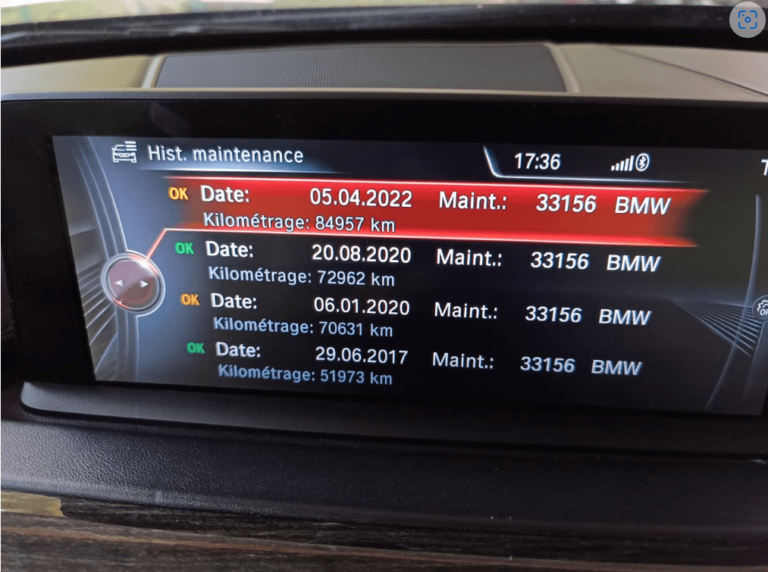 Hist. maintenance 17:36
OK Date: 05.04.2022 Maint.: 33156 BMW
Kilométrage: 84957 km
OK Date: 20.08.2020 Maint.: 33156 BMW
Kilométrage: 72962 km
OK Date: 06.01.2020 Maint.: 33156 BMW
Kilométrage: 70631 km
OK Date: 29.06.2017 Maint.: 33156 BMW
Kilométrage: 51973 km